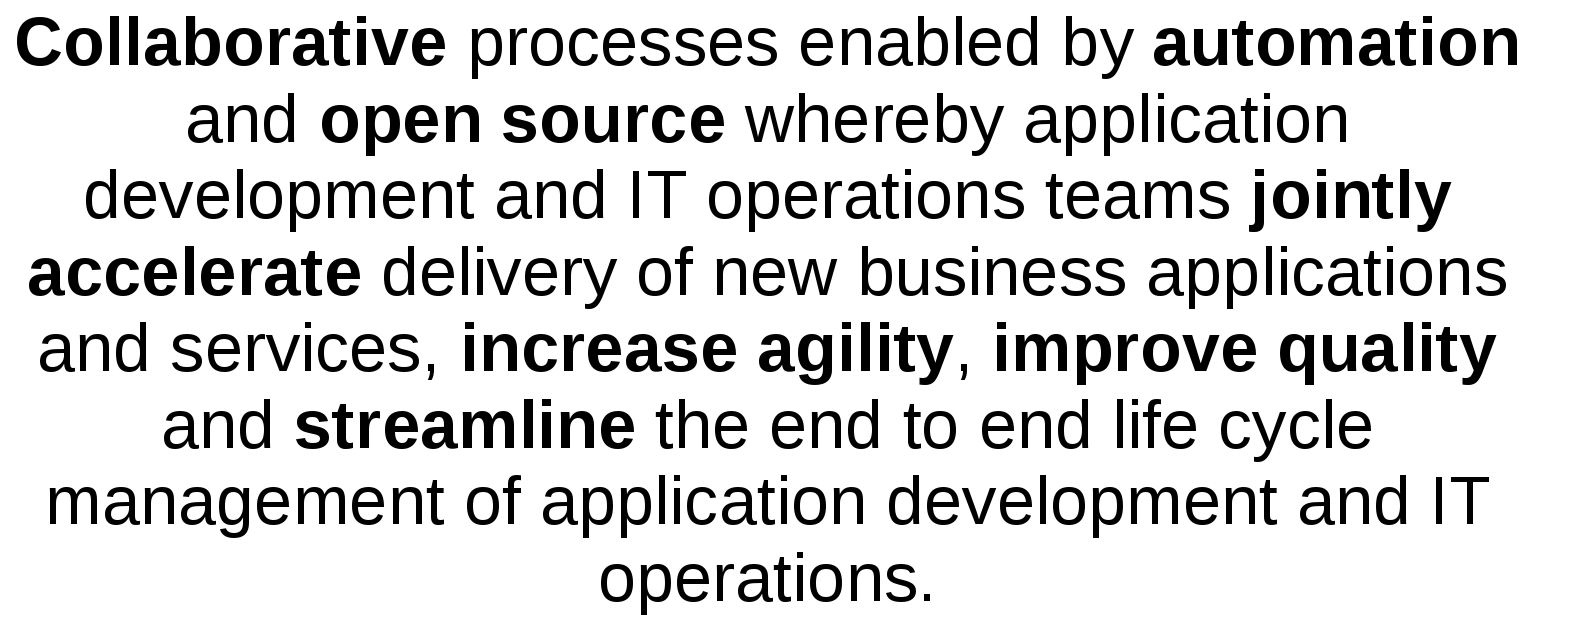 Collaborative processes enabled by automation
and open source whereby application
development and IT operations teams jointly
accelerate delivery of new business applications
and services, increase agility, improve quality
and streamline the end to end life cycle
management of application development and IT
operations.